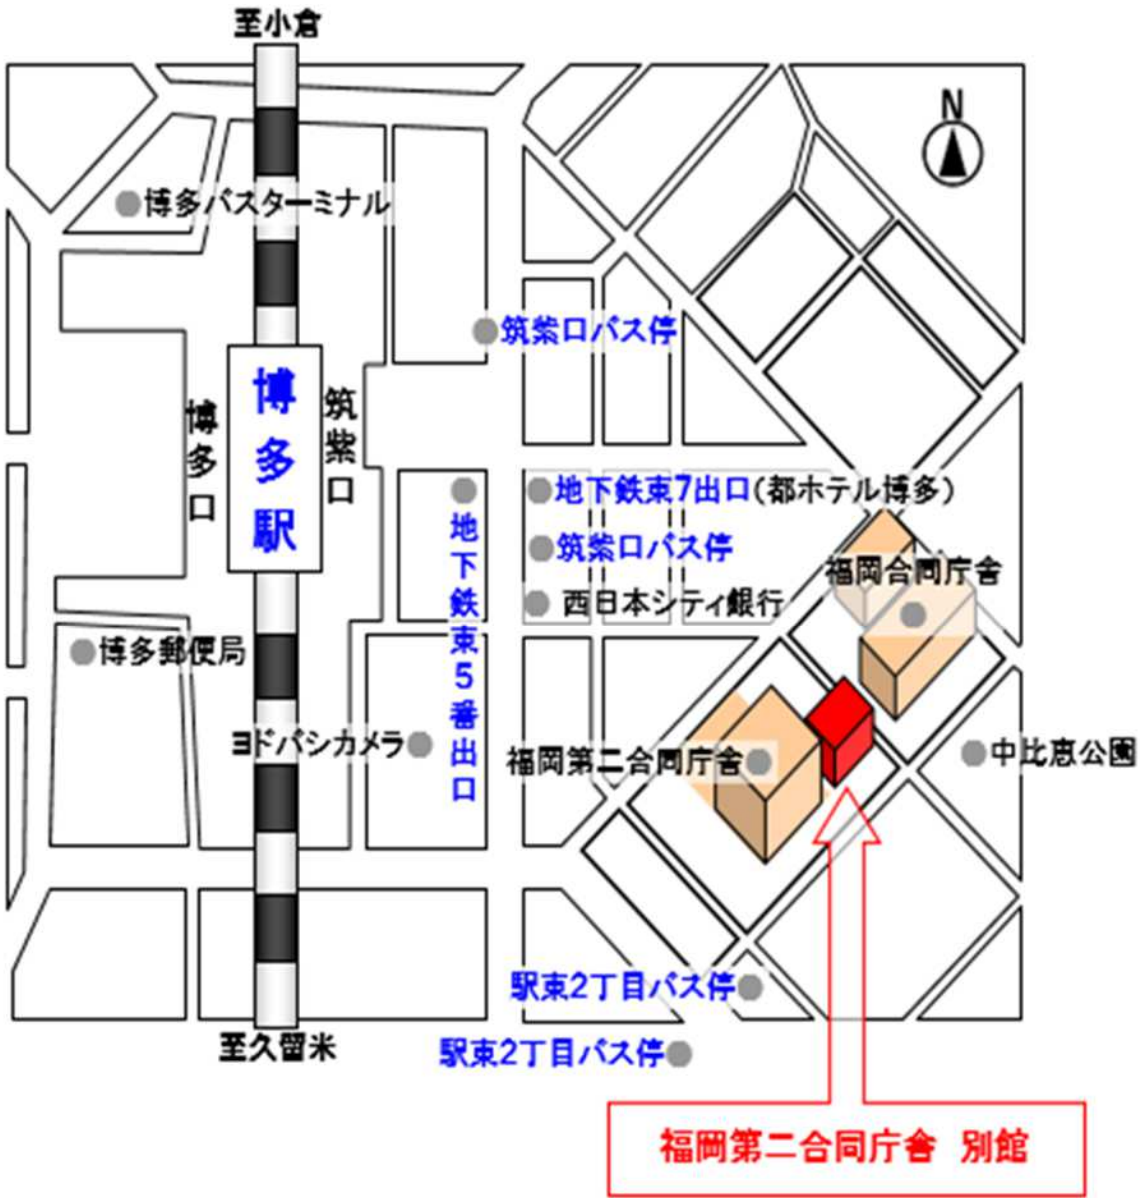 至小倉
N
博多バスターミナル
筑紫口バス停
博多駅
博多口
筑紫口
地下鉄東7出口(都ホテル博多)
地下鉄東5番出口
筑紫口バス停
福岡合同庁舎
西日本シティ銀行
博多郵便局
ヨドバシカメラ
福岡第二合同庁舎
中比恵公園
駅東2丁目バス停
至久留米
駅東2丁目バス停
福岡第二合同庁舎 別館